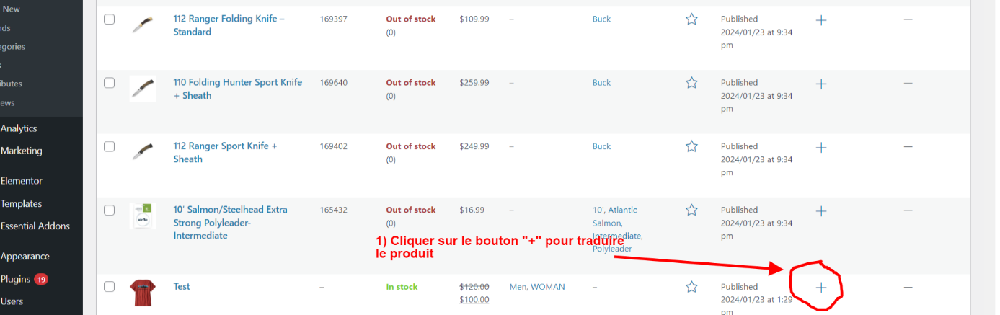 New
nds
egories
s
ibutes
ews
Analytics
Marketing
Elementor
Templates
Essential Addons
Appearance
Plugins 19
Users
112 Ranger Folding Knife – 169397 Out of stock $109.99 – Buck Published
Standard (0) 2024/01/23 at 9:34
pm
110 Folding Hunter Sport Knife 169640 Out of stock $259.99 – Buck Published
+ Sheath (0) 2024/01/23 at 9:34
pm
112 Ranger Sport Knife + 169402 Out of stock $249.99 – Buck Published
Sheath (0) 2024/01/23 at 9:34
pm
10' Salmon/Steelhead Extra 165432 Out of stock $16.99 – 10', Atlantic Published
Strong Polyleader- (0) Salmon, 2024/01/23 at 9:34
Intermediate Intermediate, pm
Polyleader
1) Cliquer sur le bouton "+" pour traduire
le produit
Test – In stock $120.00 Men, WOMAN – Published
$100.00 2024/01/23 at 1:29
pm